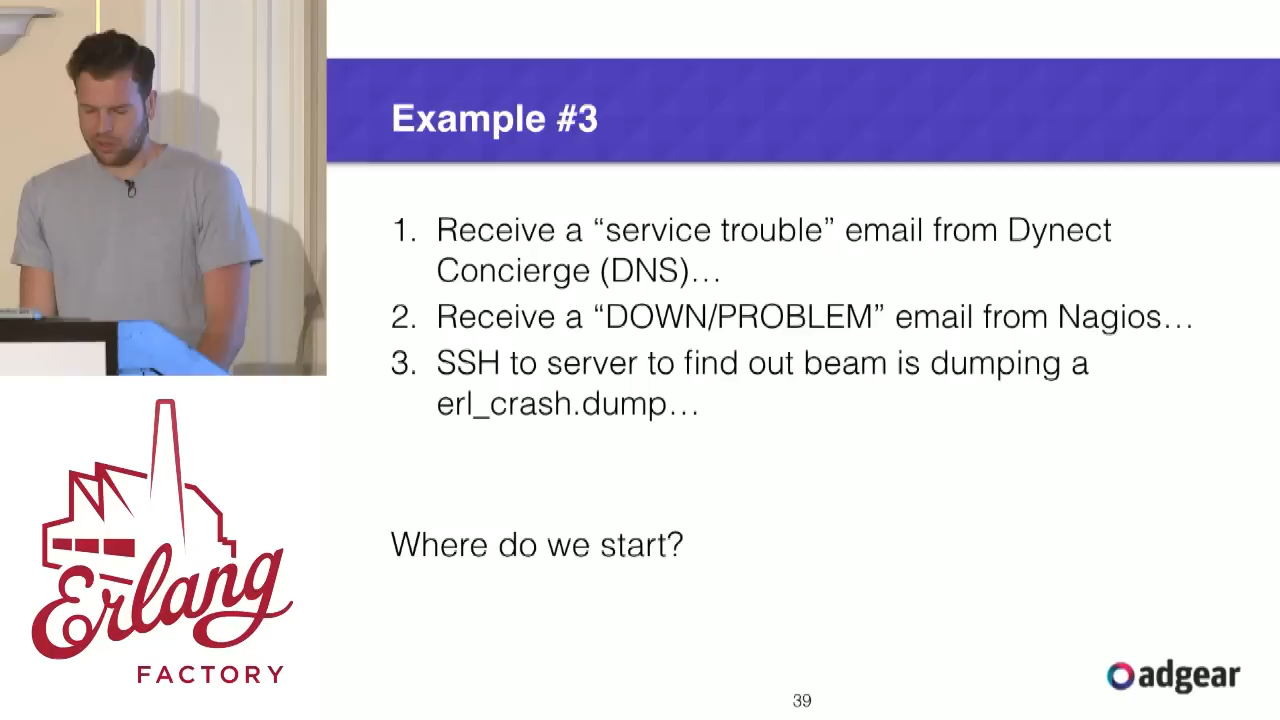 Example #3
1. Receive a “service trouble” email from Dynect
Concierge (DNS)…
2. Receive a “DOWN/PROBLEM” email from Nagios…
3. SSH to server to find out beam is dumping a
erl_crash.dump…
Where do we start?
Erlang
FACTORY
adgear
39